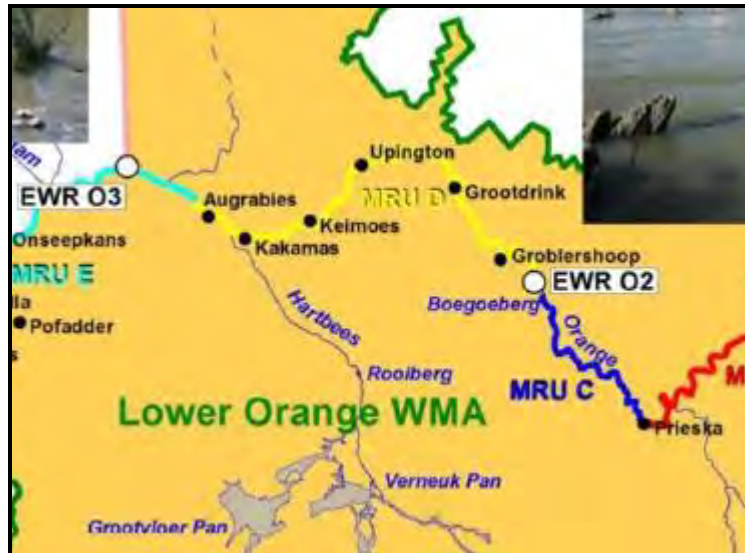 Upington
EWR O3
Augrabies
MRU D
Grootdrink
Keimoes
Onseepkans
Kakamas
Groblershoop
MRU E
EWR O2
Hartbees
Boegoeberg
Pofadder
Orange
Rooiberg
MRU C
M
Lower Orange WMA
Prieska
Verneuk Pan
Grootvloer Pan